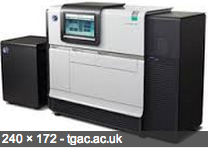 240 × 172 - tgac.ac.uk